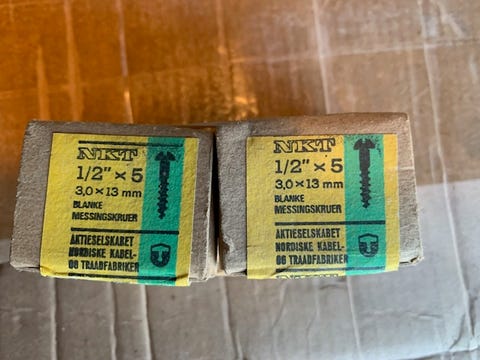 NKT
1/2" × 5
3,0 × 13 mm
BLANKE
MESSINGSKRUER
AKTIESELSKABET
NORDISKE KABEL-
OG TRAADFABRIKER
NKT
1/2" × 5
3,0 × 13 mm
BLANKE
MESSINGSKRUER
AKTIESELSKABET
NORDISKE KABEL-
OG TRAADFABRIKER